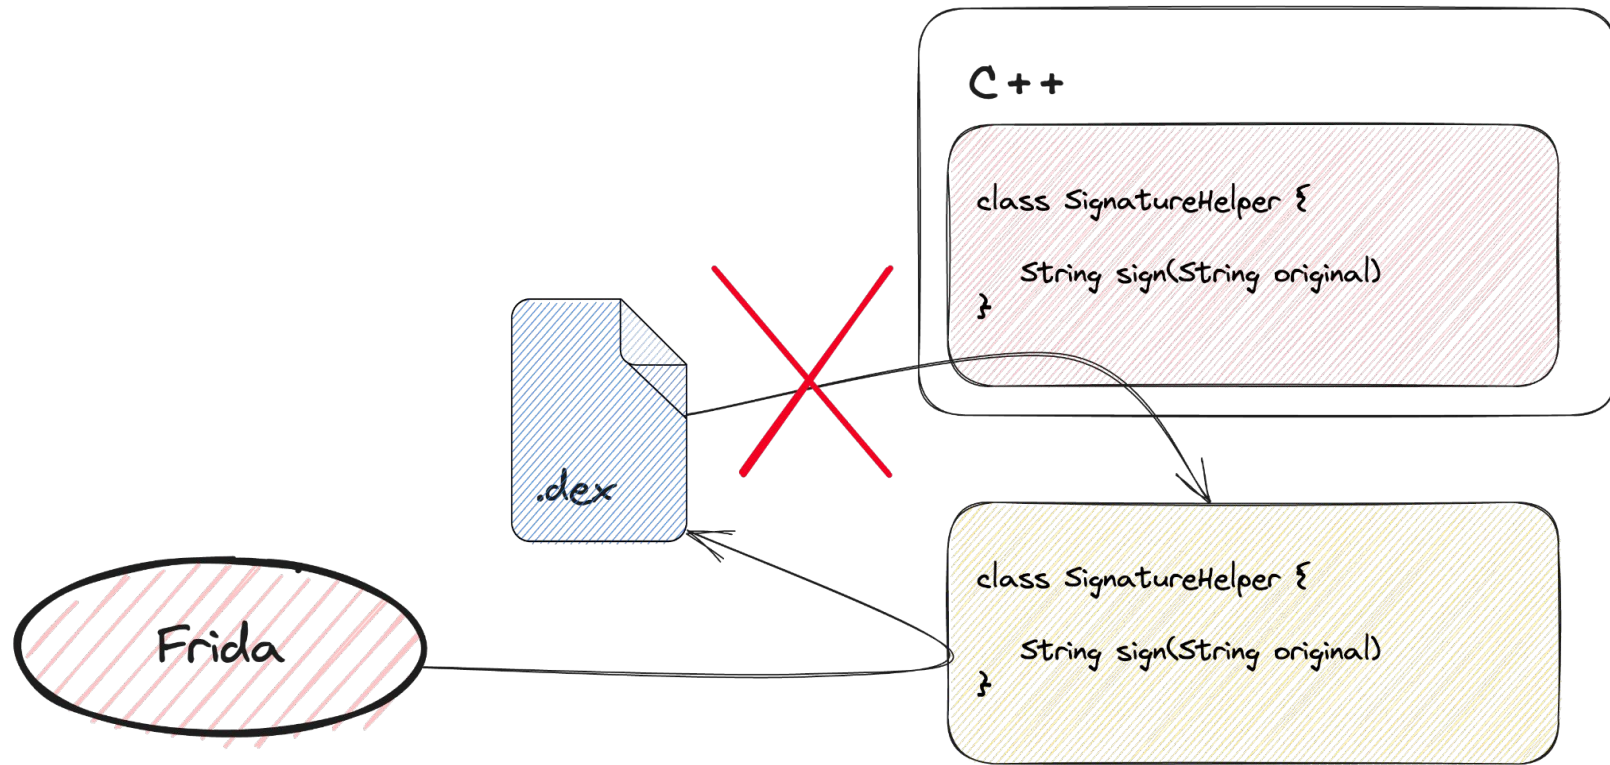 C++
class SignatureHelper {
String sign(String original)
}
.dex
Frida
class SignatureHelper {
String sign(String original)
}